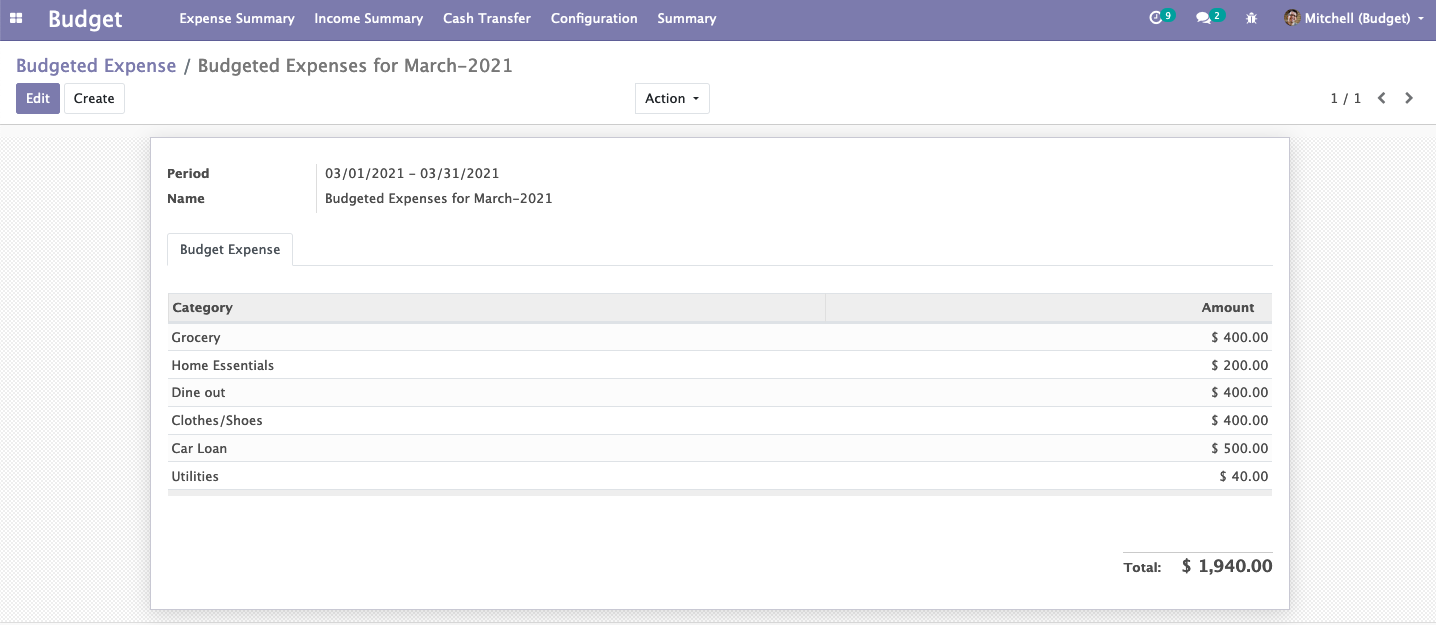 Budget Expense Summary Income Summary Cash Transfer Configuration Summary 9 2 Mitchell (Budget)
Budgeted Expense / Budgeted Expenses for March-2021
Edit Create Action 1 / 1
Period 03/01/2021 - 03/31/2021
Name Budgeted Expenses for March-2021
Budget Expense
Category Amount
Grocery $ 400.00
Home Essentials $ 200.00
Dine out $ 400.00
Clothes/Shoes $ 400.00
Car Loan $ 500.00
Utilities $ 40.00
Total: $ 1,940.00